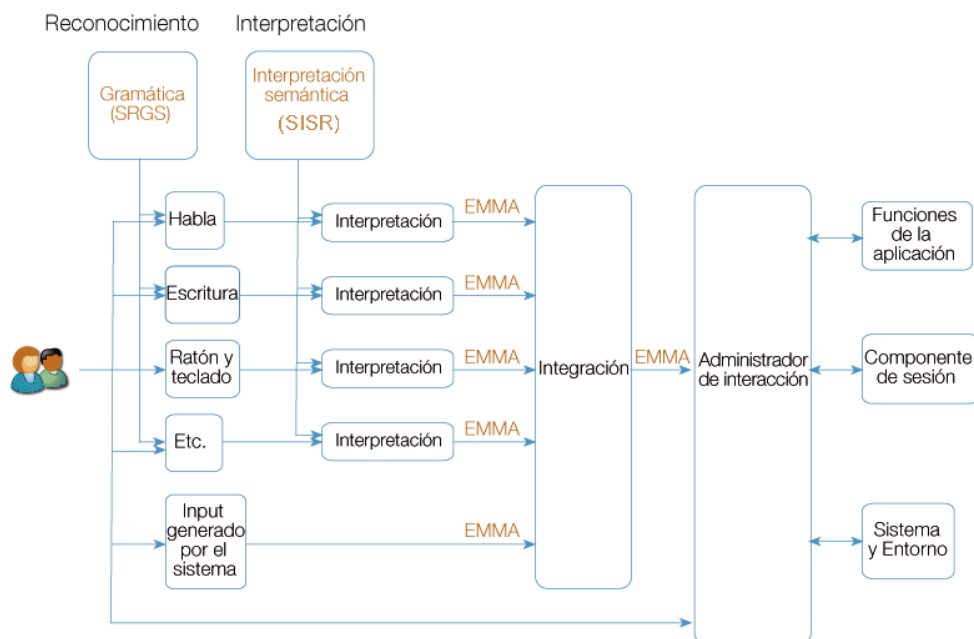 Reconocimiento
Interpretación
Gramática
(SRGS)
Interpretación
semántica
(SISR)
Habla
Interpretación
EMMA
Escritura
Interpretación
EMMA
Ratón y
teclado
Interpretación
EMMA
Etc.
Interpretación
EMMA
Input
generado
por el
sistema
EMMA
Integración
EMMA
Administrador
de interacción
Funciones
de la
aplicación
Componente
de sesión
Sistema
y Entorno